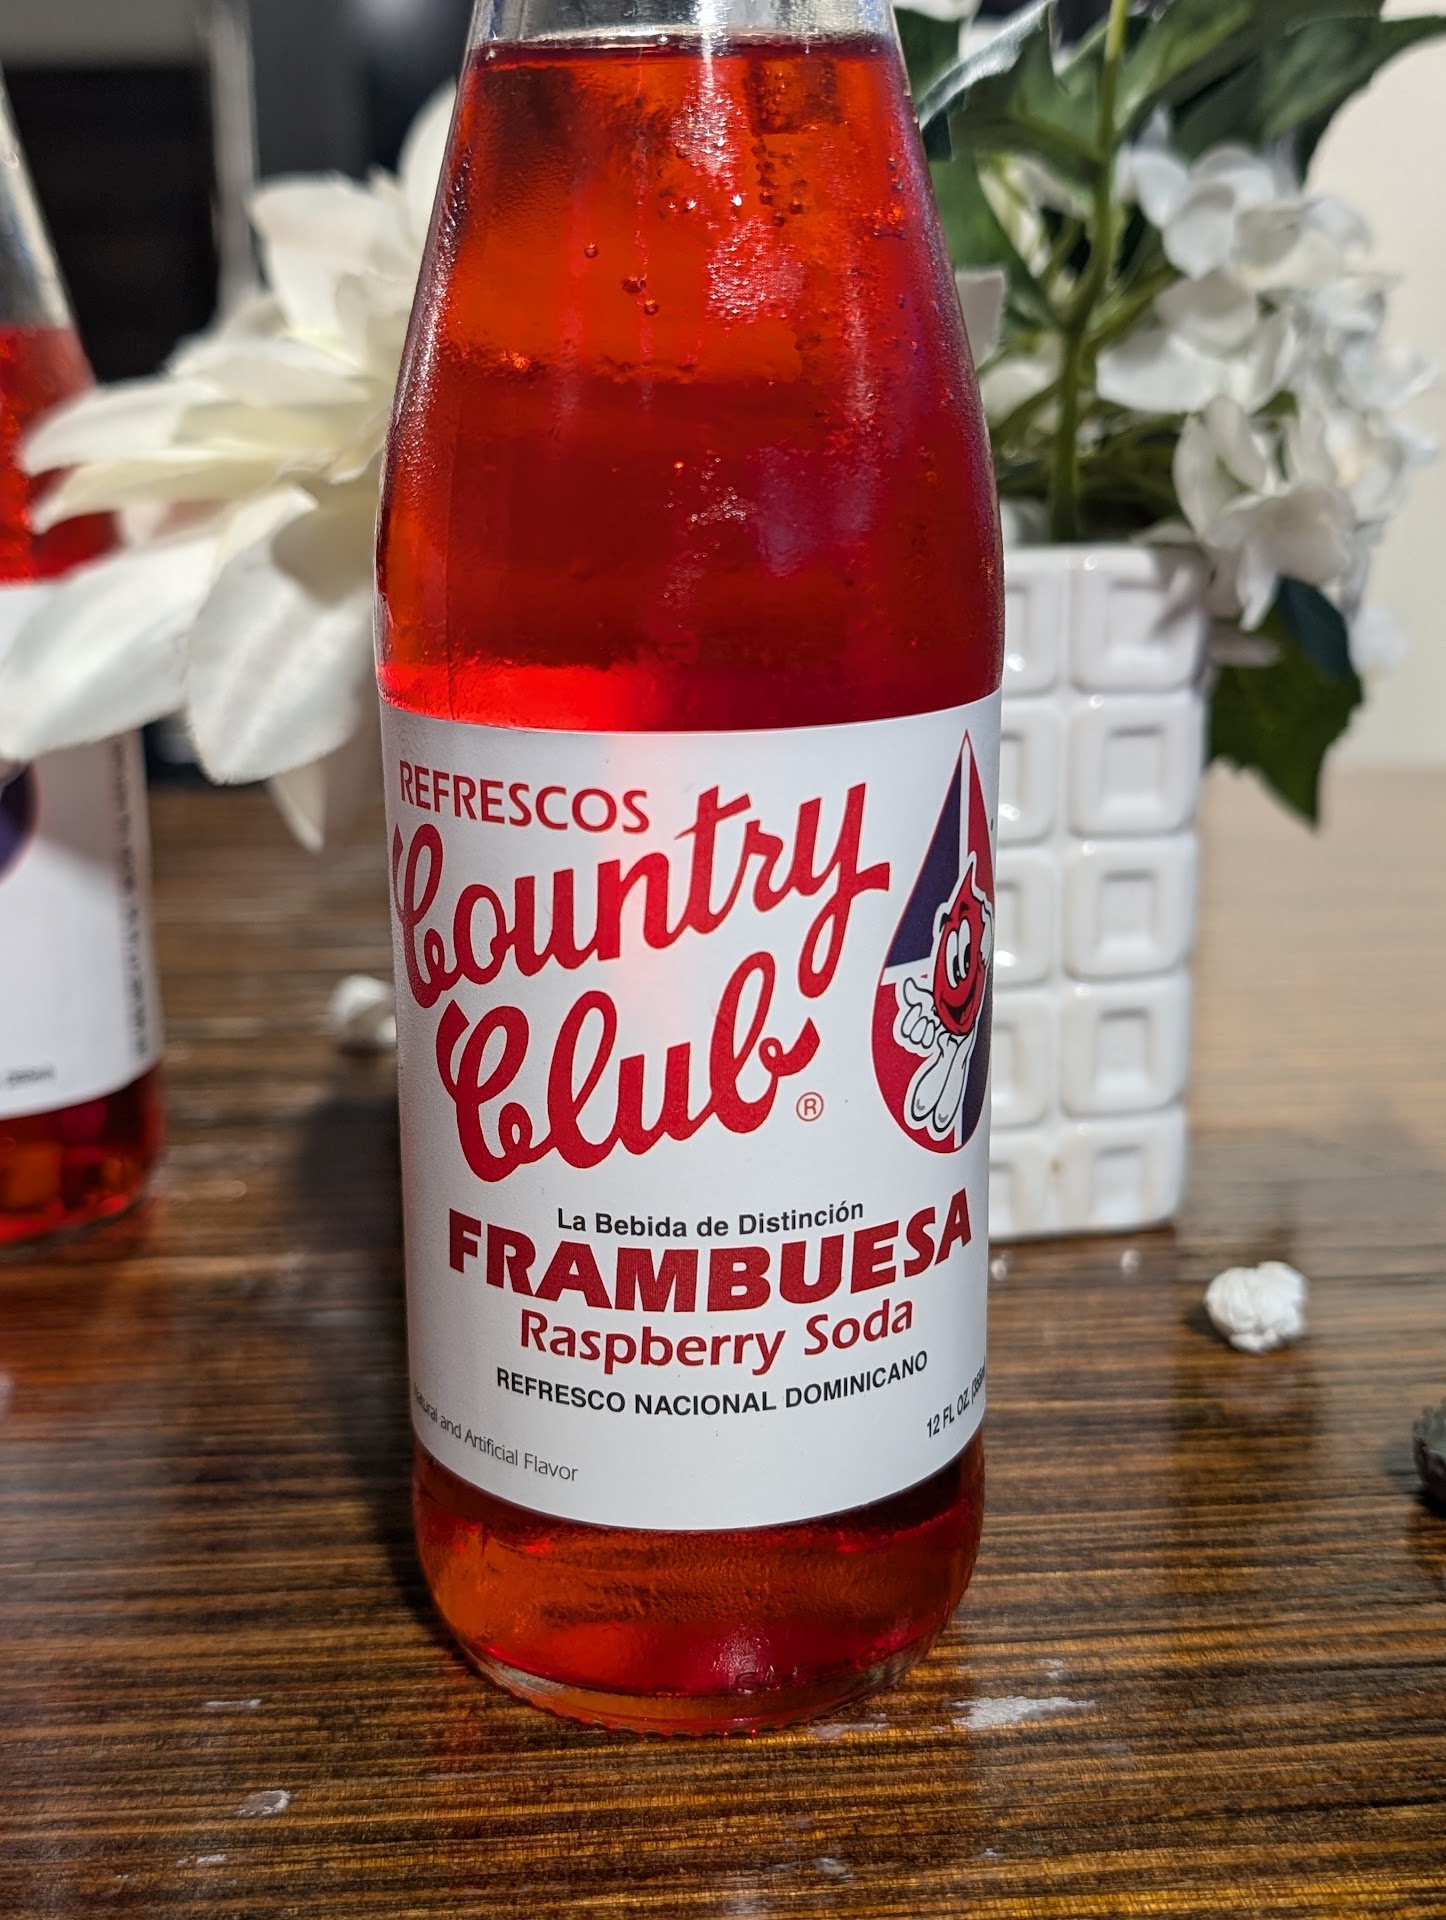 REFRESCOS
Country
Club®
La Bebida de Distinción
FRAMBUESA
Raspberry Soda
REFRESCO NACIONAL DOMINICANO
12 FL OZ.
and Artificial Flavor